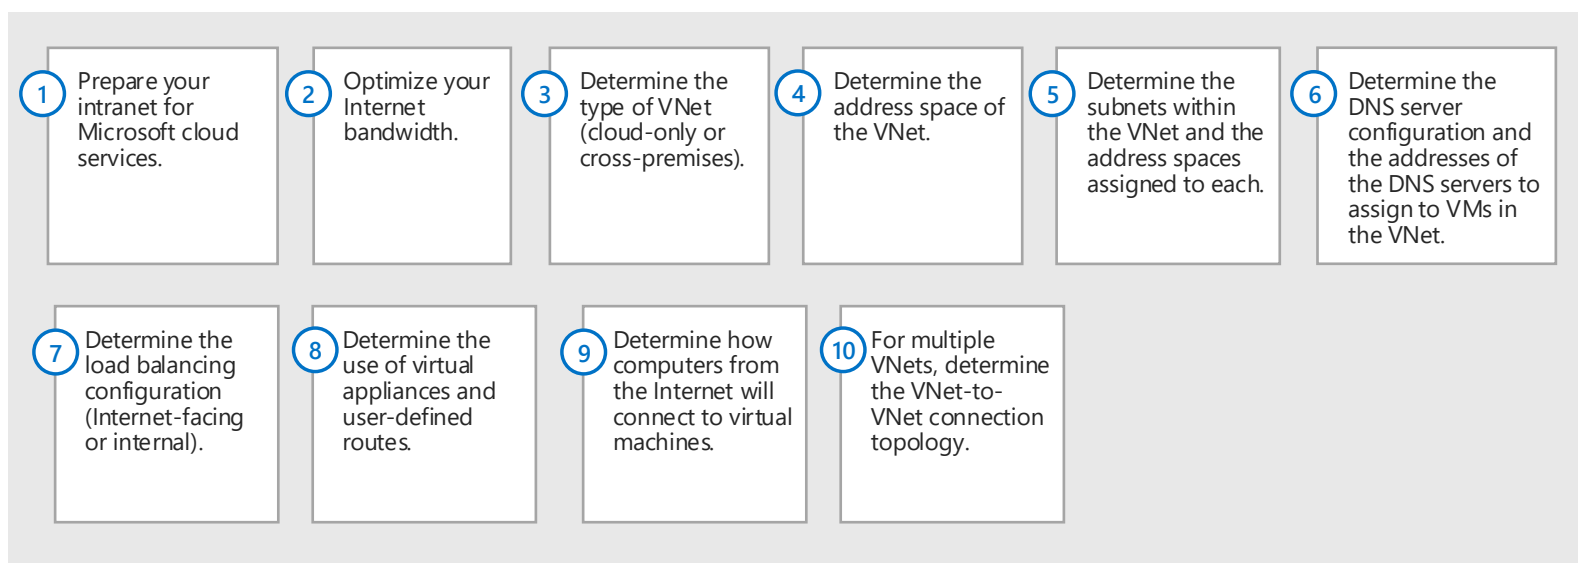 1
Prepare your
intranet for
Microsoft cloud
services.
2
Optimize your
Internet
bandwidth.
3
Determine the
type of VNet
(cloud-only or
cross-premises).
4
Determine the
address space of
the VNet.
5
Determine the
subnets within
the VNet and the
address spaces
assigned to each.
6
Determine the
DNS server
configuration and
the addresses of
the DNS servers to
assign to VMs in
the VNet.
7
Determine the
load balancing
configuration
(Internet-facing
or internal).
8
Determine the
use of virtual
appliances and
user-defined
routes.
9
Determine how
computers from
the Internet will
connect to virtual
machines.
10
For multiple
VNets, determine
the VNet-to-
VNet connection
topology.